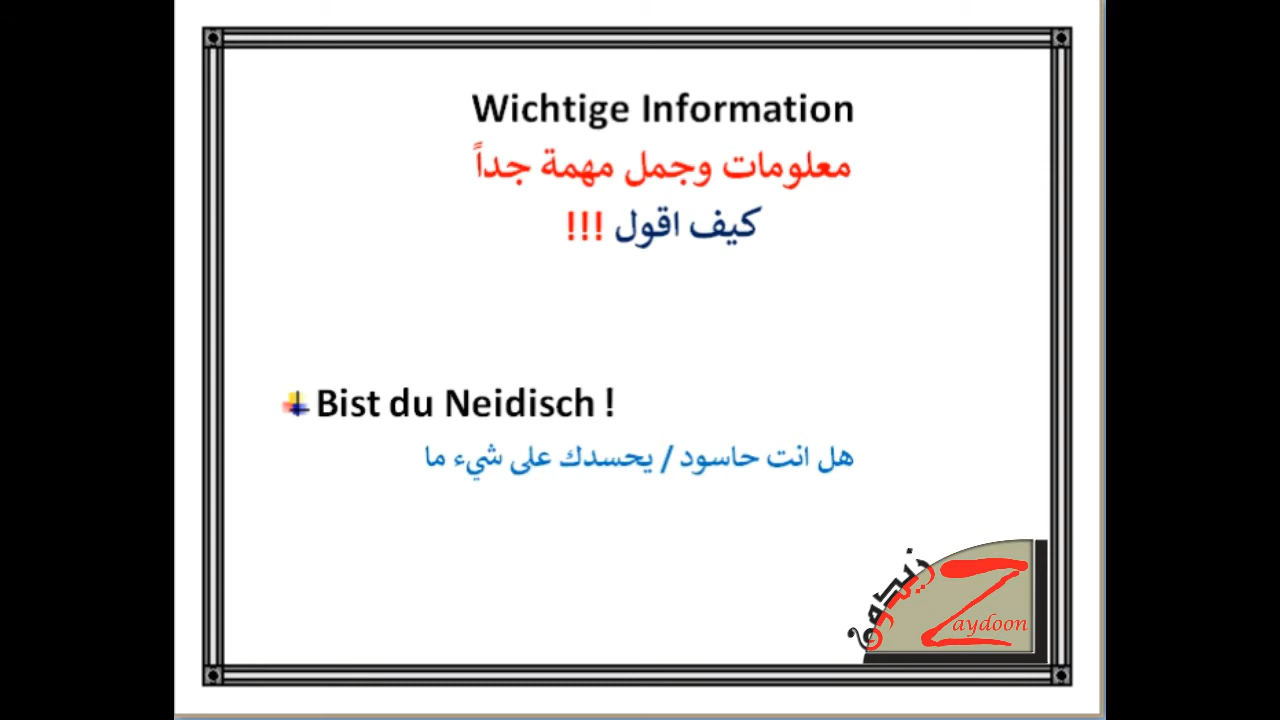 Wichtige Information
معلومات وجمل مهمة جداً
كيف اقول !!!
Bist du Neidisch !
هل انت حاسود / يحسدك على شيء ما
زيدون
Zaydoon